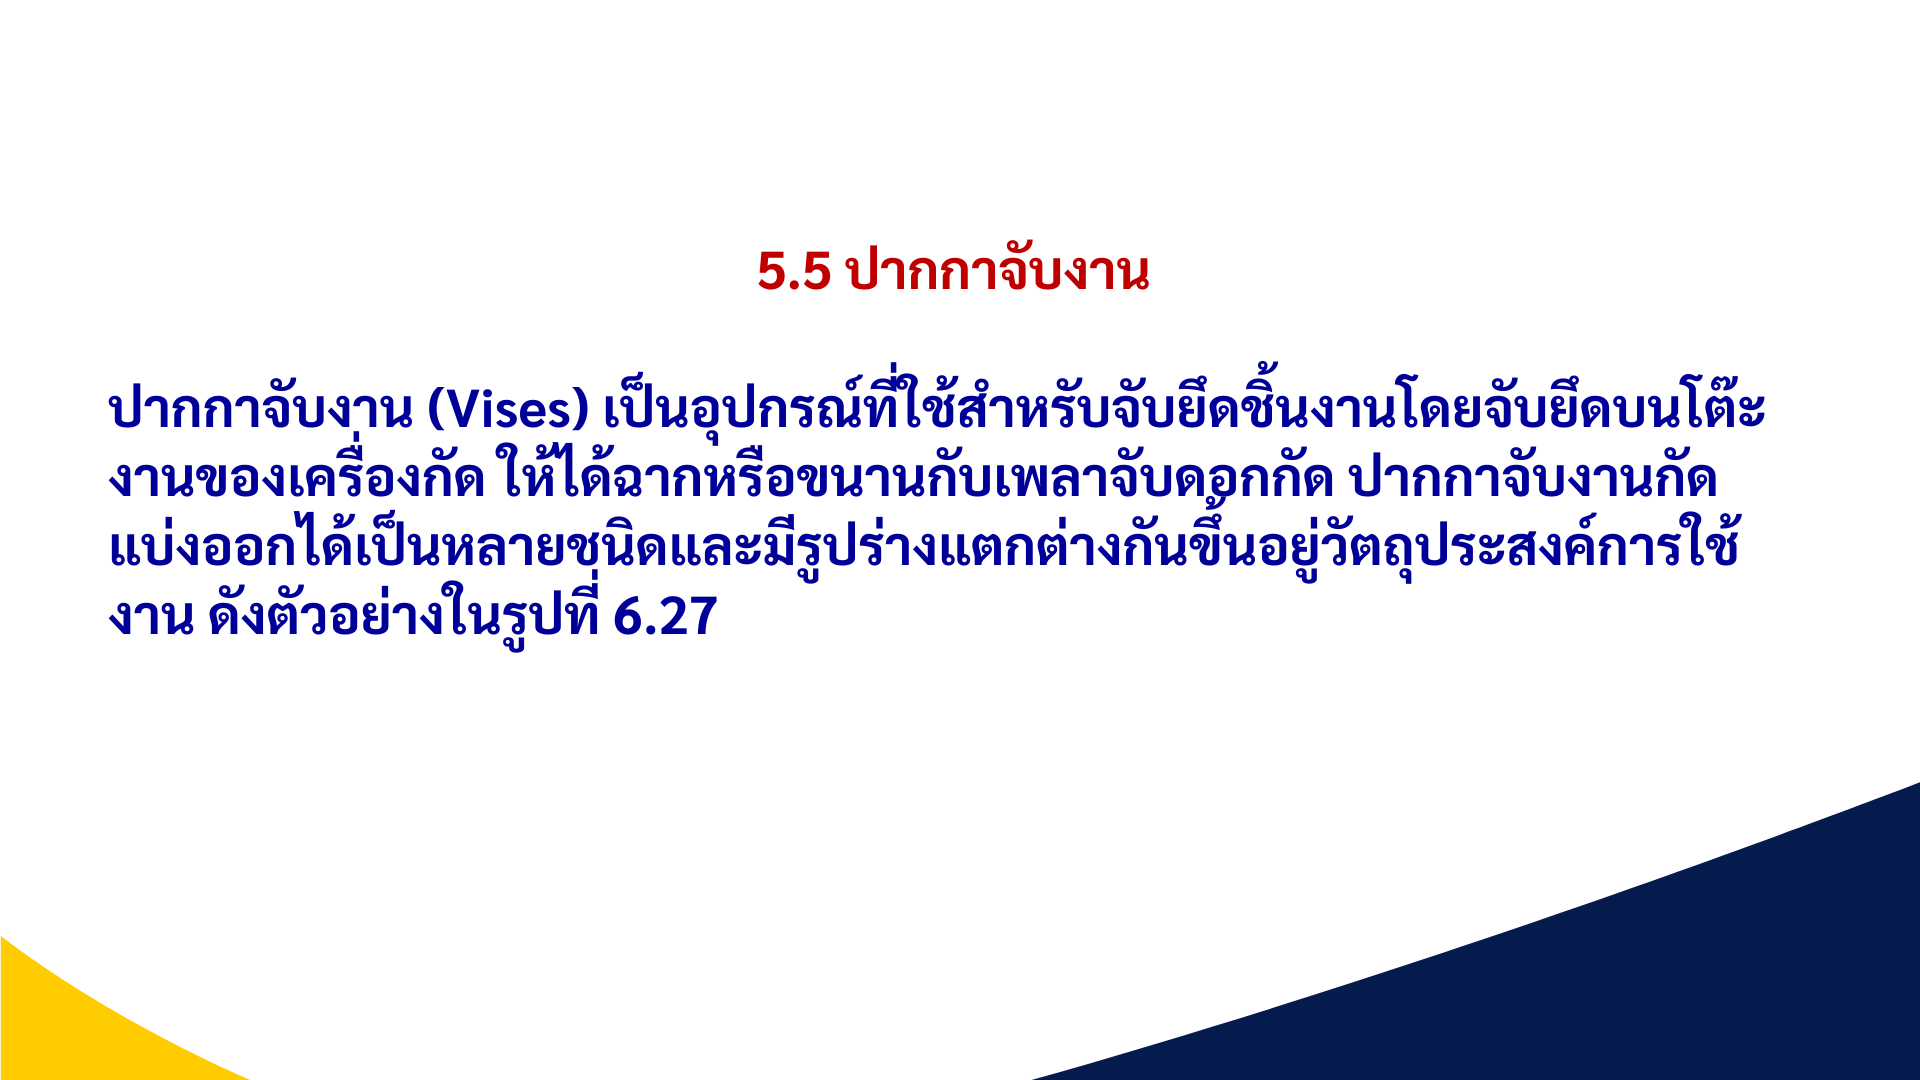 5.5 ปากกาจับงาน
ปากกาจับงาน (Vises) เป็นอุปกรณ์ที่ใช้สำหรับจับยึดชิ้นงานโดยจับยึดบนโต๊ะ
งานของเครื่องกัด ให้ได้ฉากหรือขนานกับเพลาจับดอกกัด ปากกาจับงานกัด
แบ่งออกได้เป็นหลายชนิดและมีรูปร่างแตกต่างกันขึ้นอยู่วัตถุประสงค์การใช้
งาน ดังตัวอย่างในรูปที่ 6.27